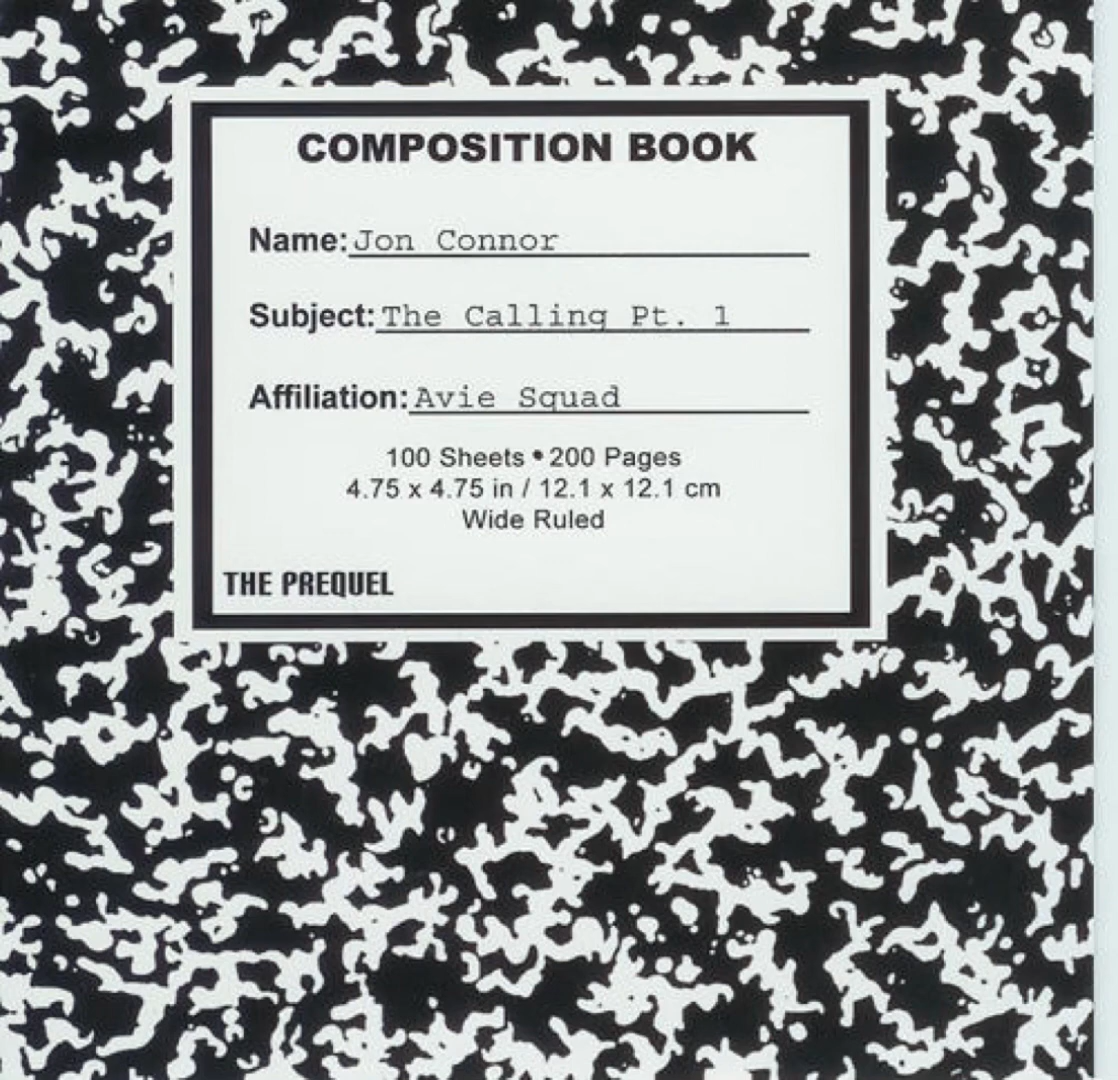 COMPOSITION BOOK
Name: Jon Connor
Subject: The Calling Pt. 1
Affiliation: Avie Squad
100 Sheets • 200 Pages
4.75 x 4.75 in / 12.1 x 12.1 cm
Wide Ruled
THE PREQUEL